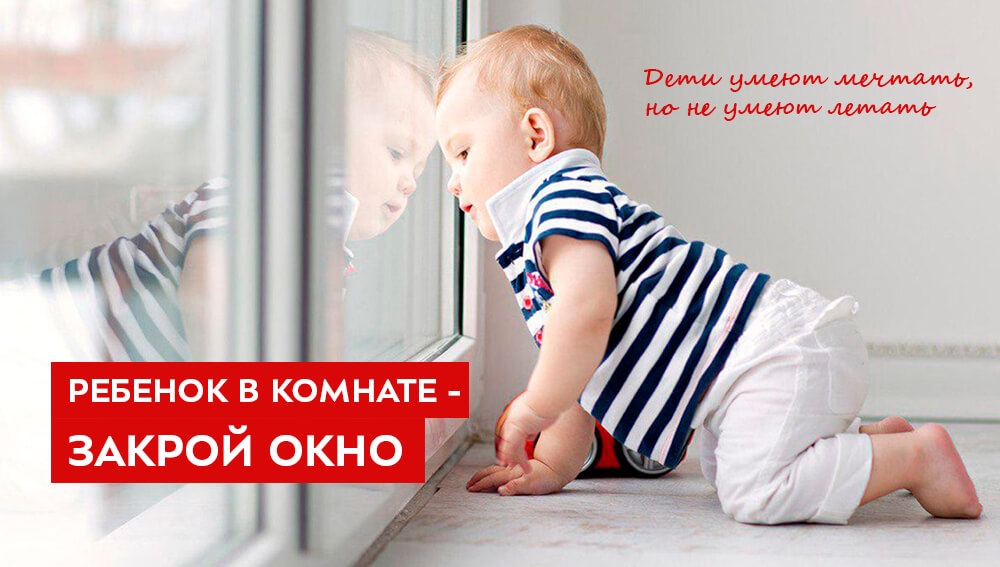 Дети умеют мечтать,
но не умеют летать
РЕБЕНОК В КОМНАТЕ -
ЗАКРОЙ ОКНО